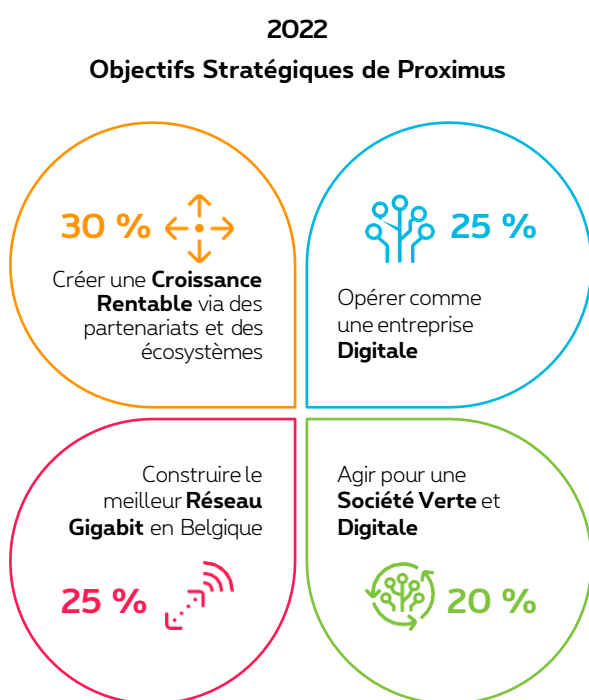 2022
Objectifs Stratégiques de Proximus
30 %
Créer une Croissance
Rentable via des
partenariats et des
écosystèmes
25 %
Opérer comme
une entreprise
Digitale
Construire le
meilleur Réseau
Gigabit en Belgique
25 %
Agir pour une
Société Verte et
Digitale
20 %